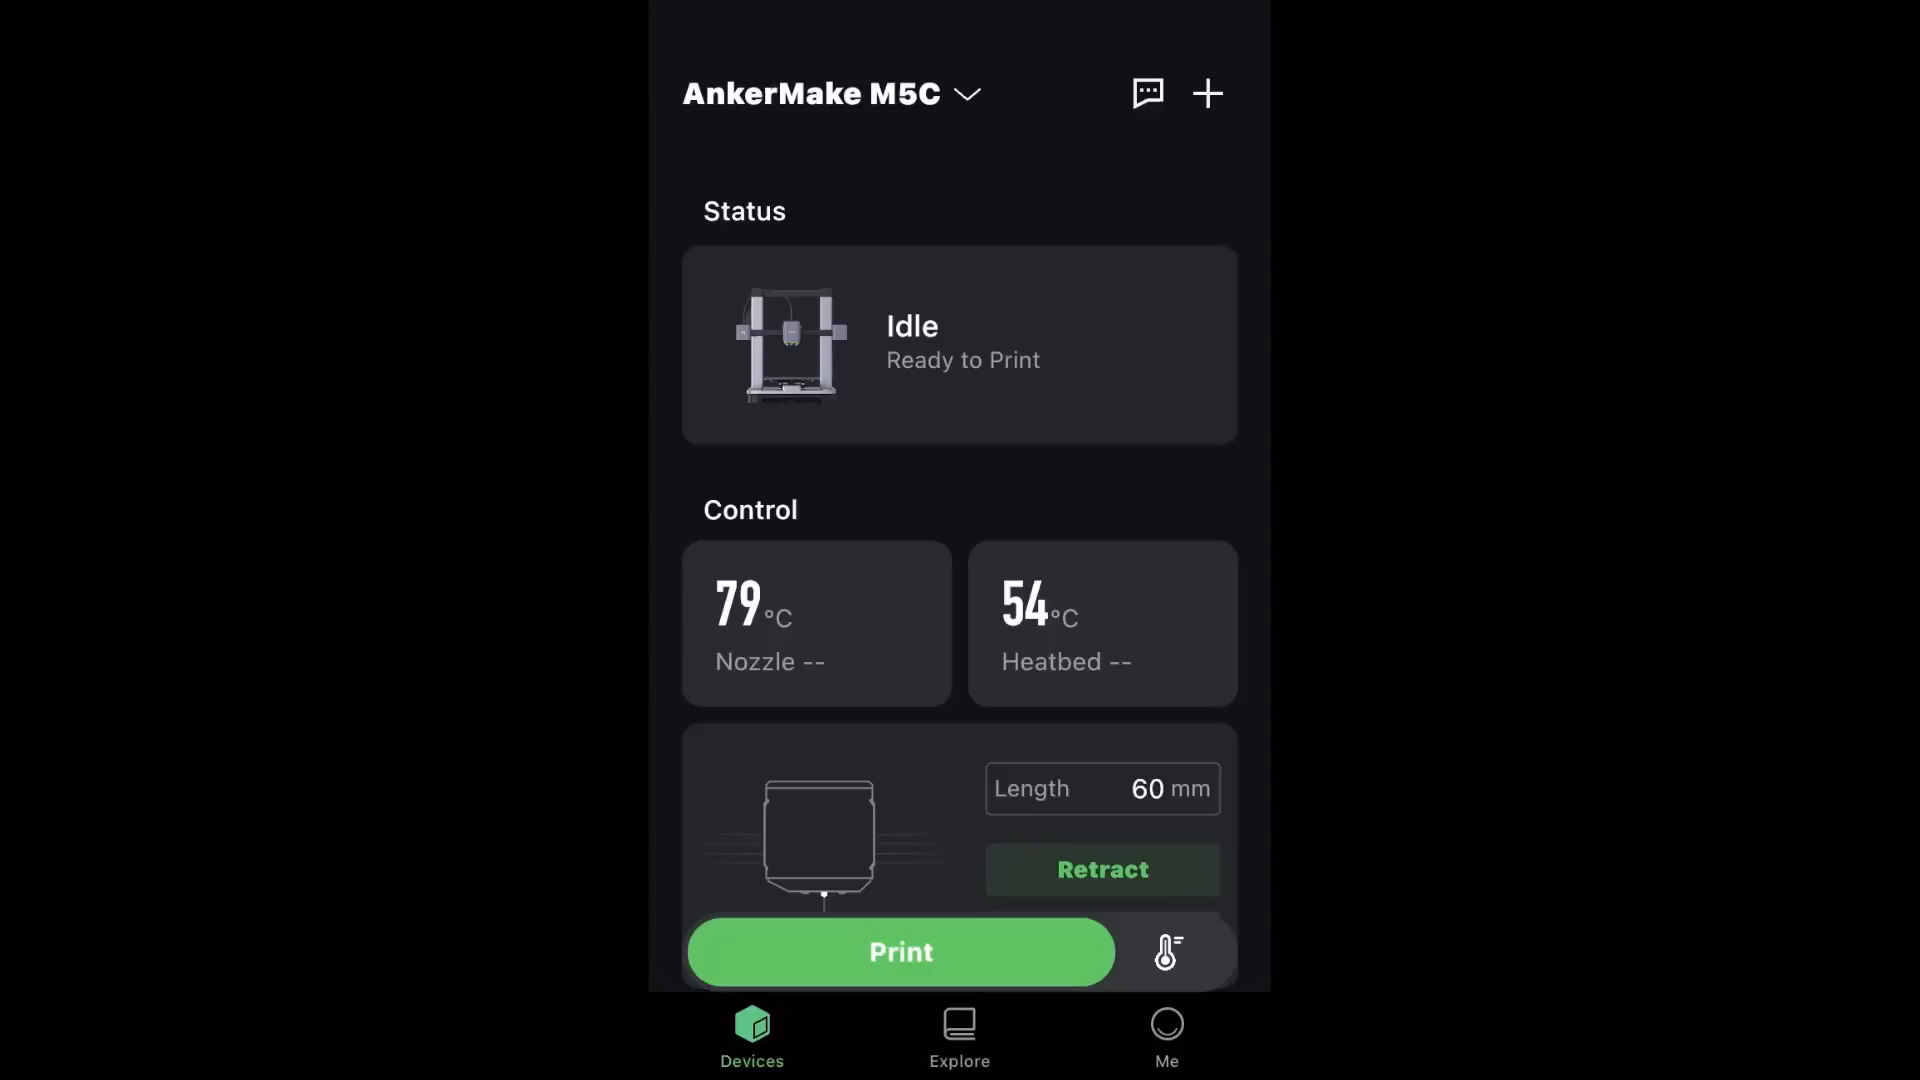 AnkerMake M5C
Status
Idle
Ready to Print
Control
79 °C
Nozzle --
54 °C
Heatbed --
Length 60 mm
Retract
Print
Devices
Explore
Me